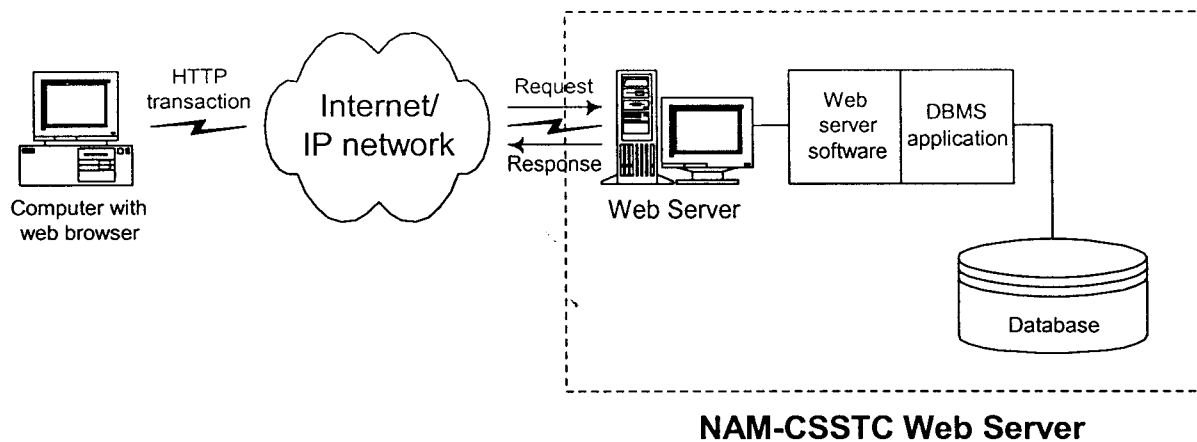 HTTP
transaction
Computer with
web browser
Internet/
IP network
Request
Response
Web Server
Web
server
software
DBMS
application
Database
NAM-CSSTC Web Server